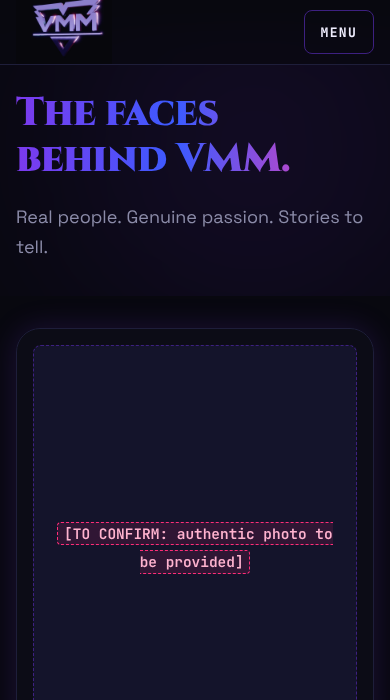 VMM
MENU
The faces
behind VMM.
Real people. Genuine passion. Stories to
tell.
[TO CONFIRM: authentic photo to
be provided]